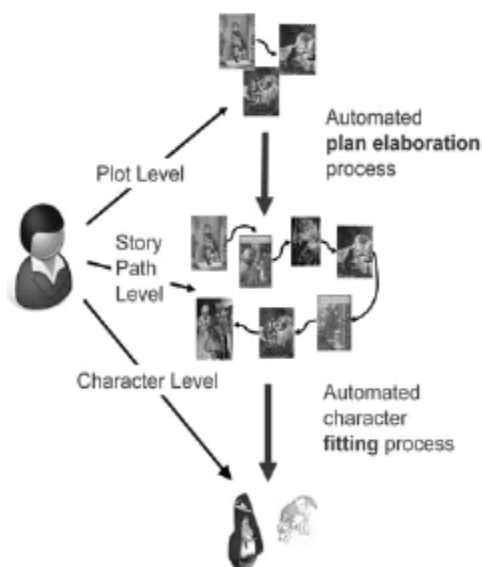 Automated
plan elaboration
process
Plot Level
Story
Path
Level
Character Level
Automated
character
fitting process